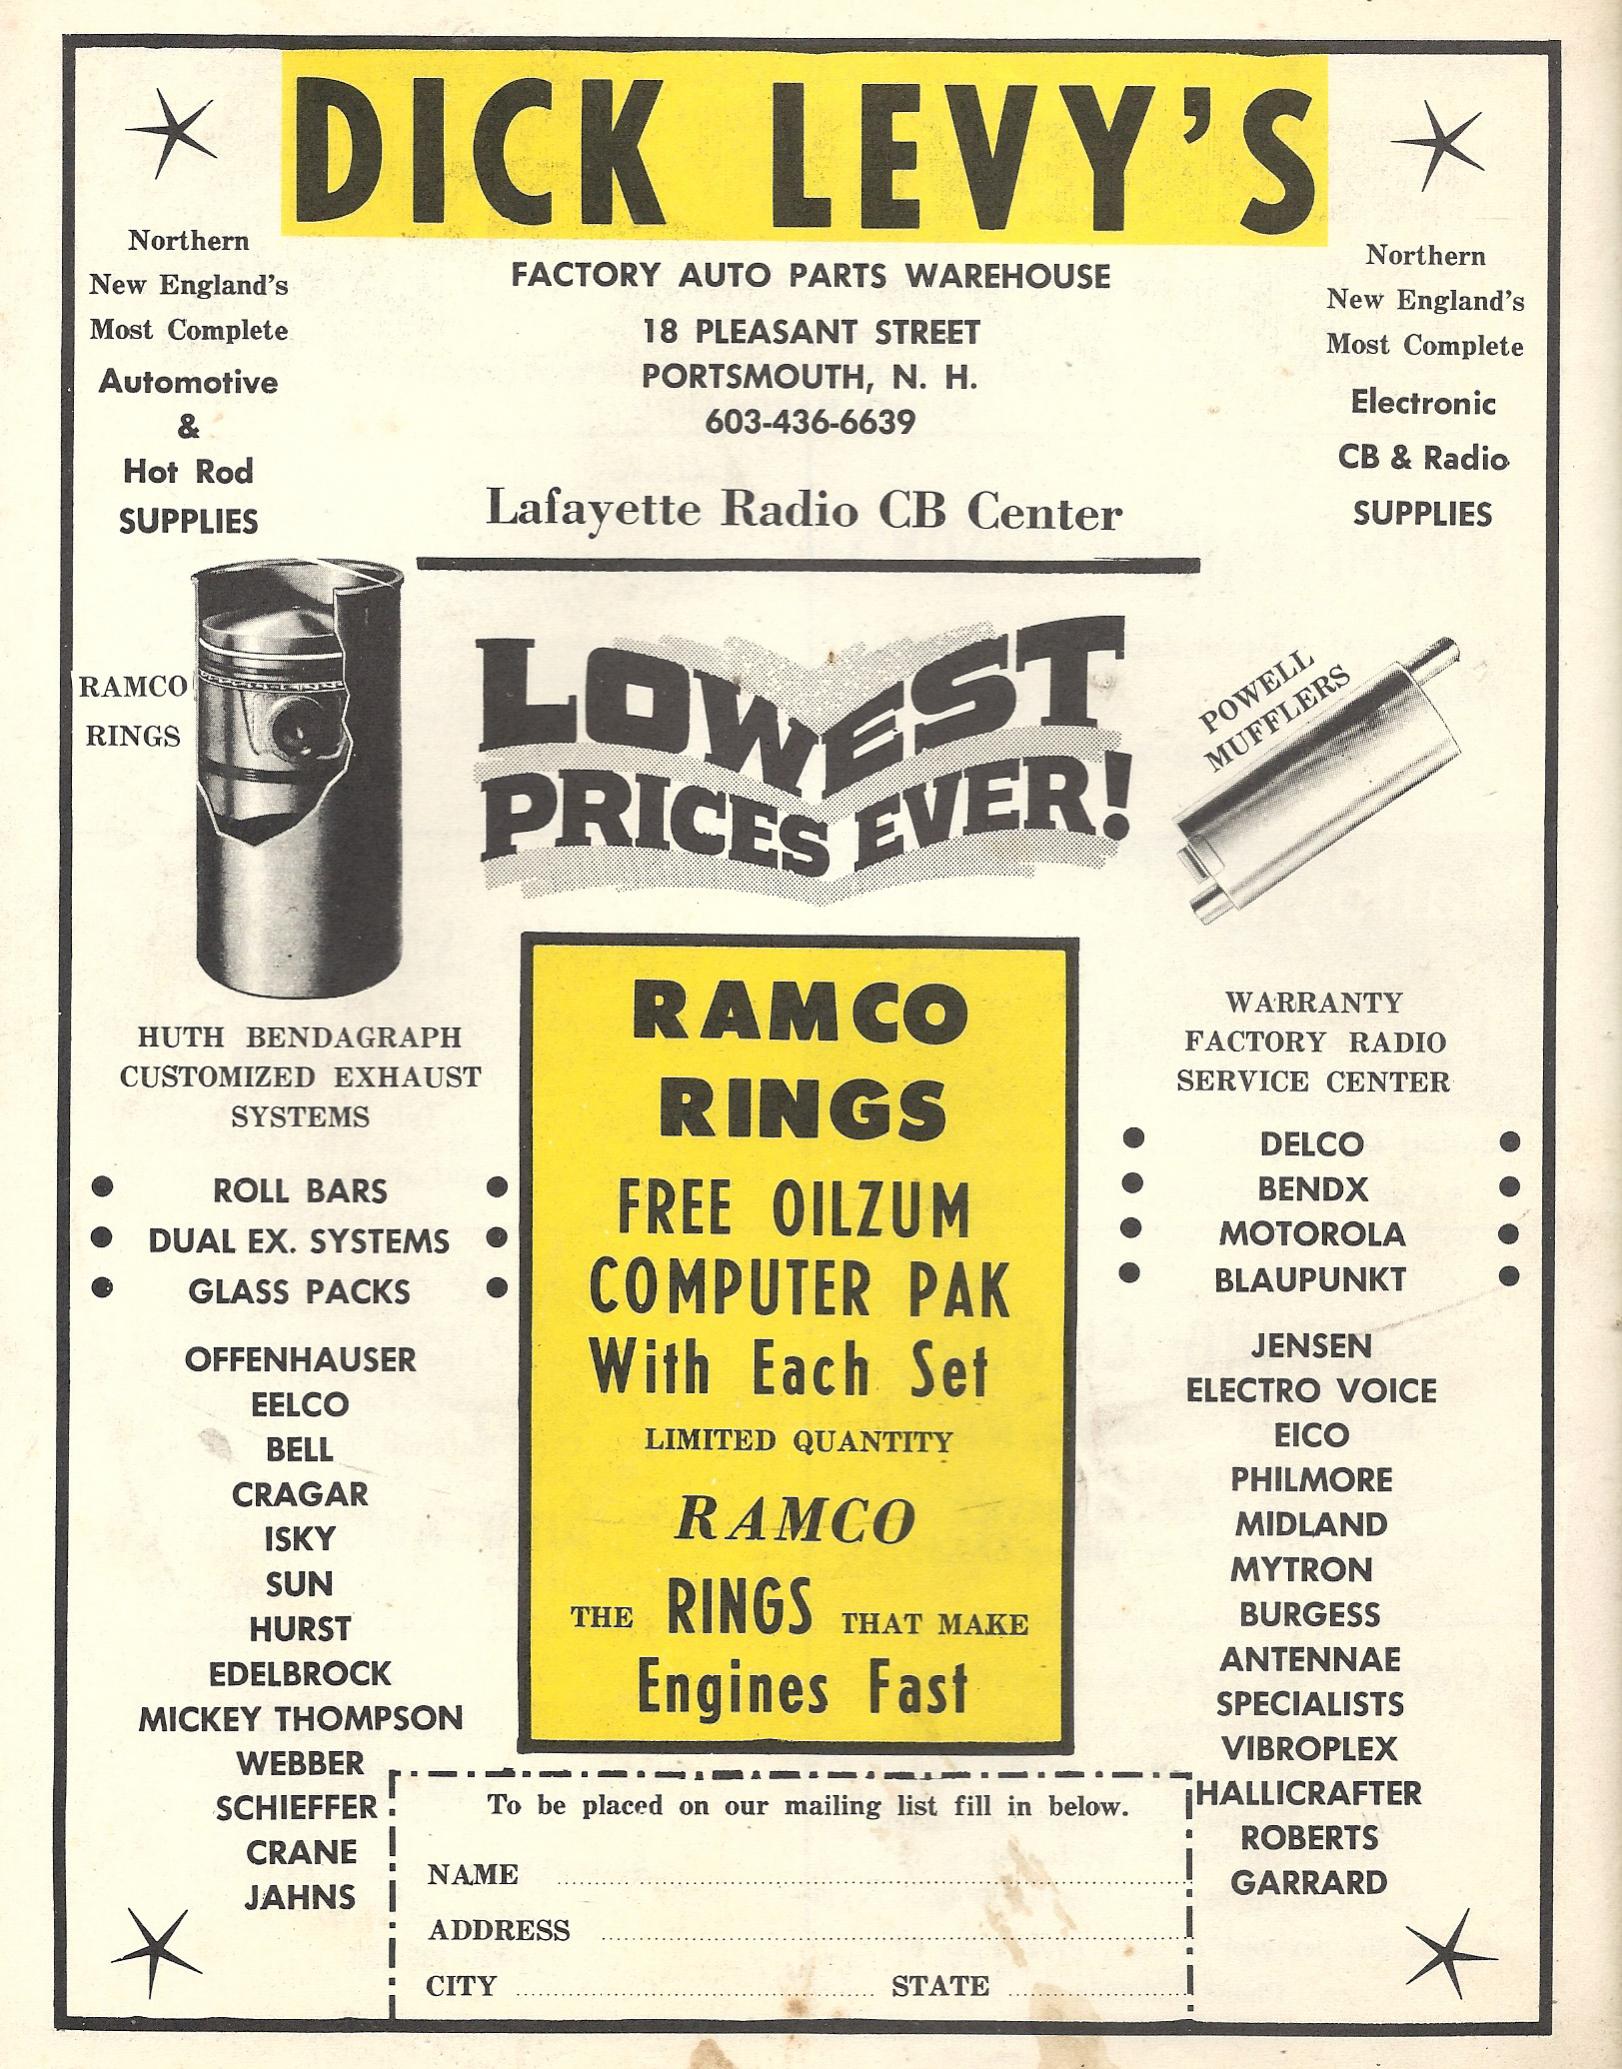 DICK LEVY'S
Northern
New England's
Most Complete
Automotive
&
Hot Rod
SUPPLIES
FACTORY AUTO PARTS WAREHOUSE
18 PLEASANT STREET
PORTSMOUTH, N. H.
603-436-6639
Lafayette Radio CB Center
Northern
New England's
Most Complete
Electronic
CB & Radio
SUPPLIES
RAMCO
RINGS
LOWEST
PRICES EVER!
POWELL
MUFFLERS
HUTH BENDAGRAPH
CUSTOMIZED EXHAUST
SYSTEMS
• ROLL BARS •
• DUAL EX. SYSTEMS •
• GLASS PACKS •
OFFENHAUSER
EELCO
BELL
CRAGAR
ISKY
SUN
HURST
EDELBROCK
MICKEY THOMPSON
WEBBER
SCHIEFFER
CRANE
JAHNS
RAMCO
RINGS
FREE OILZUM
COMPUTER PAK
With Each Set
LIMITED QUANTITY
RAMCO
THE RINGS THAT MAKE
Engines Fast
WARRANTY
FACTORY RADIO
SERVICE CENTER
• DELCO •
• BENDX •
• MOTOROLA •
• BLAUPUNKT •
JENSEN
ELECTRO VOICE
EICO
PHILMORE
MIDLAND
MYTRON
BURGESS
ANTENNAE
SPECIALISTS
VIBROPLEX
HALLICRAFTER
ROBERTS
GARRARD
To be placed on our mailing list fill in below.
NAME
ADDRESS
CITY STATE